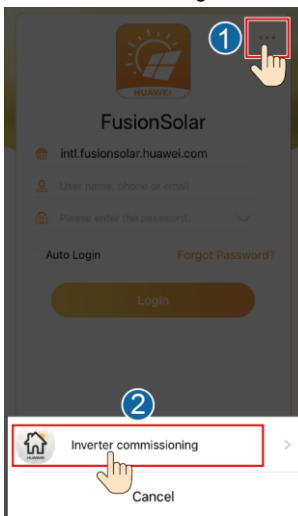 1
HUAWEI
FusionSolar
intl.fusionsolar.huawei.com
User name, phone or email
Please enter the password.
Auto Login Forgot Password?
Login
2
HUAWEI
Inverter commissioning
Cancel